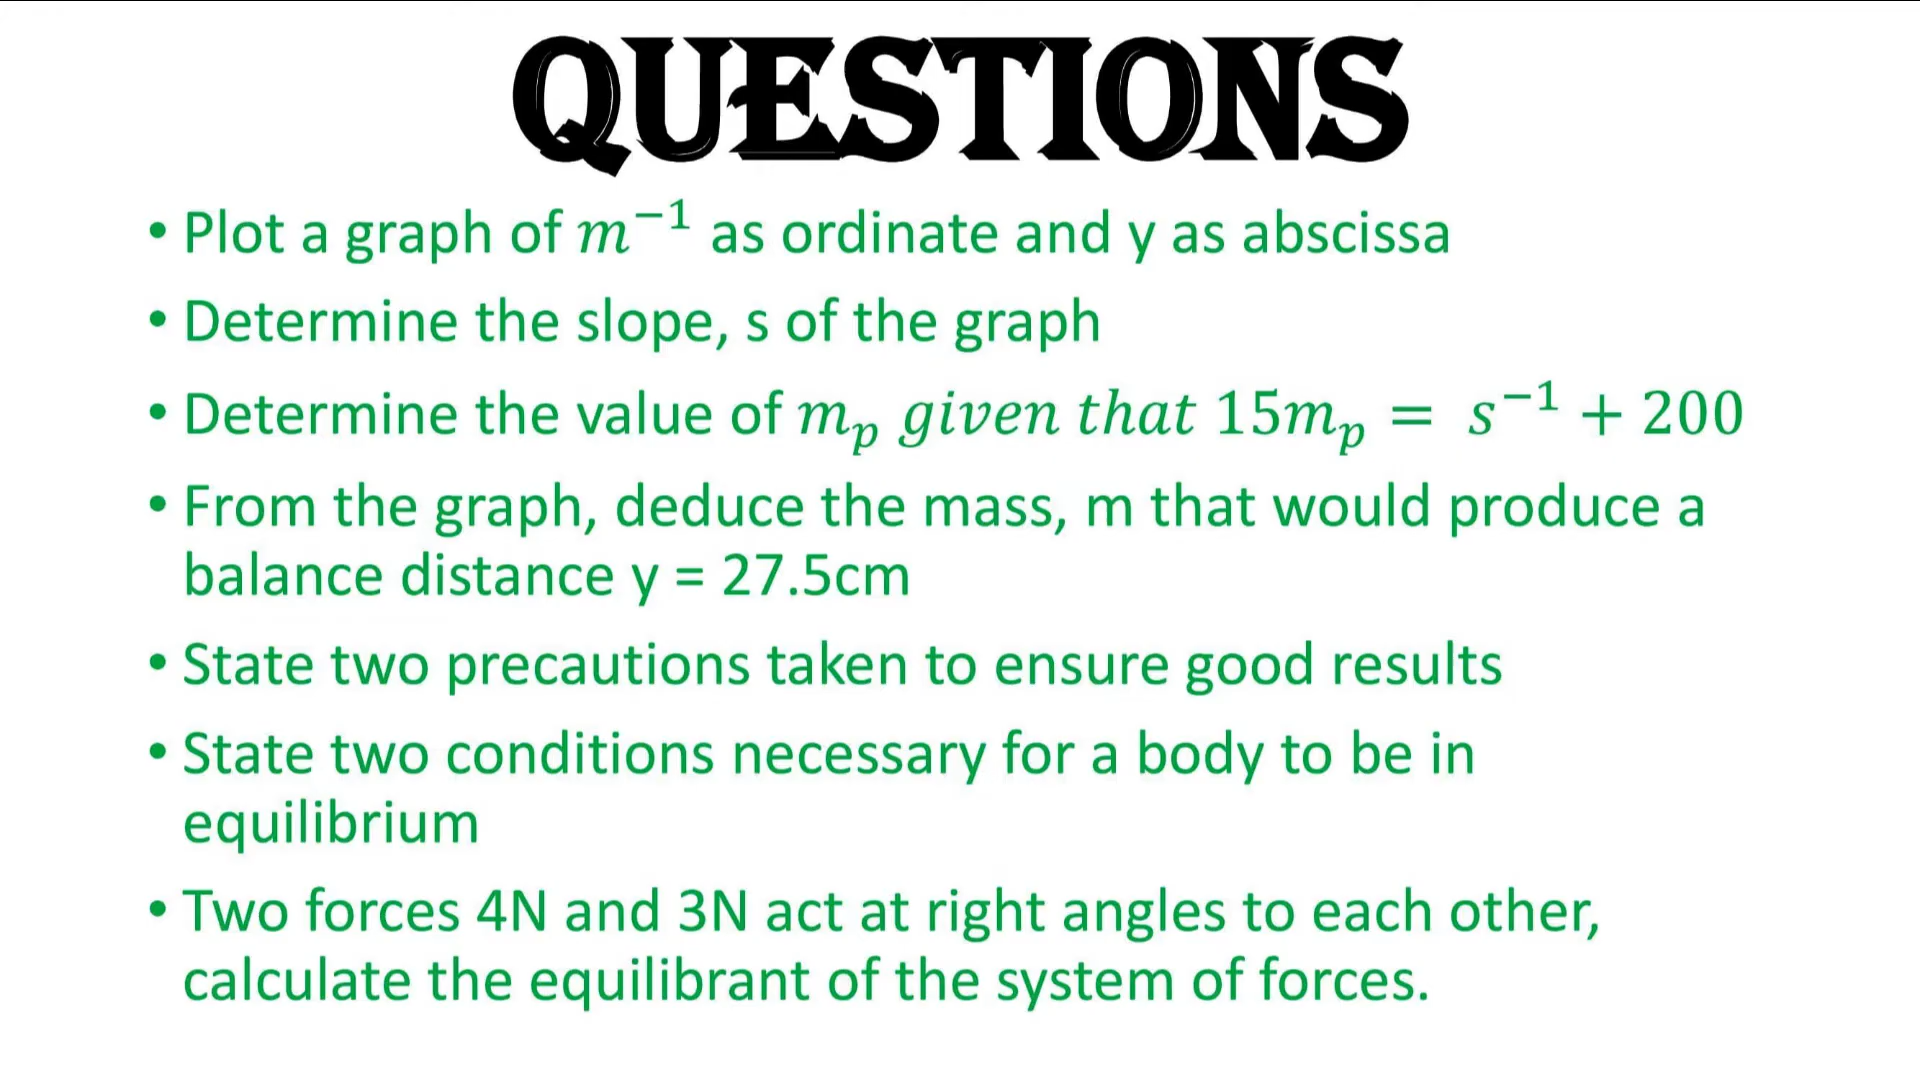 QUESTIONS
• Plot a graph of m⁻¹ as ordinate and y as abscissa
• Determine the slope, s of the graph
• Determine the value of mₚ given that 15mₚ = s⁻¹ + 200
• From the graph, deduce the mass, m that would produce a
balance distance y = 27.5cm
• State two precautions taken to ensure good results
• State two conditions necessary for a body to be in
equilibrium
• Two forces 4N and 3N act at right angles to each other,
calculate the equilibrant of the system of forces.